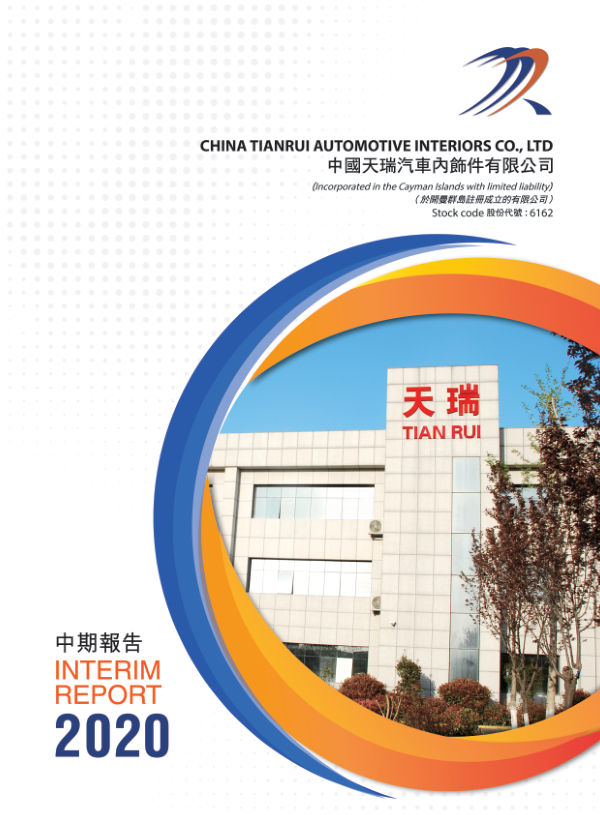 CHINA TIANRUI AUTOMOTIVE INTERIORS CO., LTD
中國天瑞汽車內飾件有限公司
(Incorporated in the Cayman Islands with limited liability)
（於開曼群島註冊成立的有限公司）
Stock code 股份代號：6162
天瑞
TIAN RUI
中期報告
INTERIM
REPORT
2020